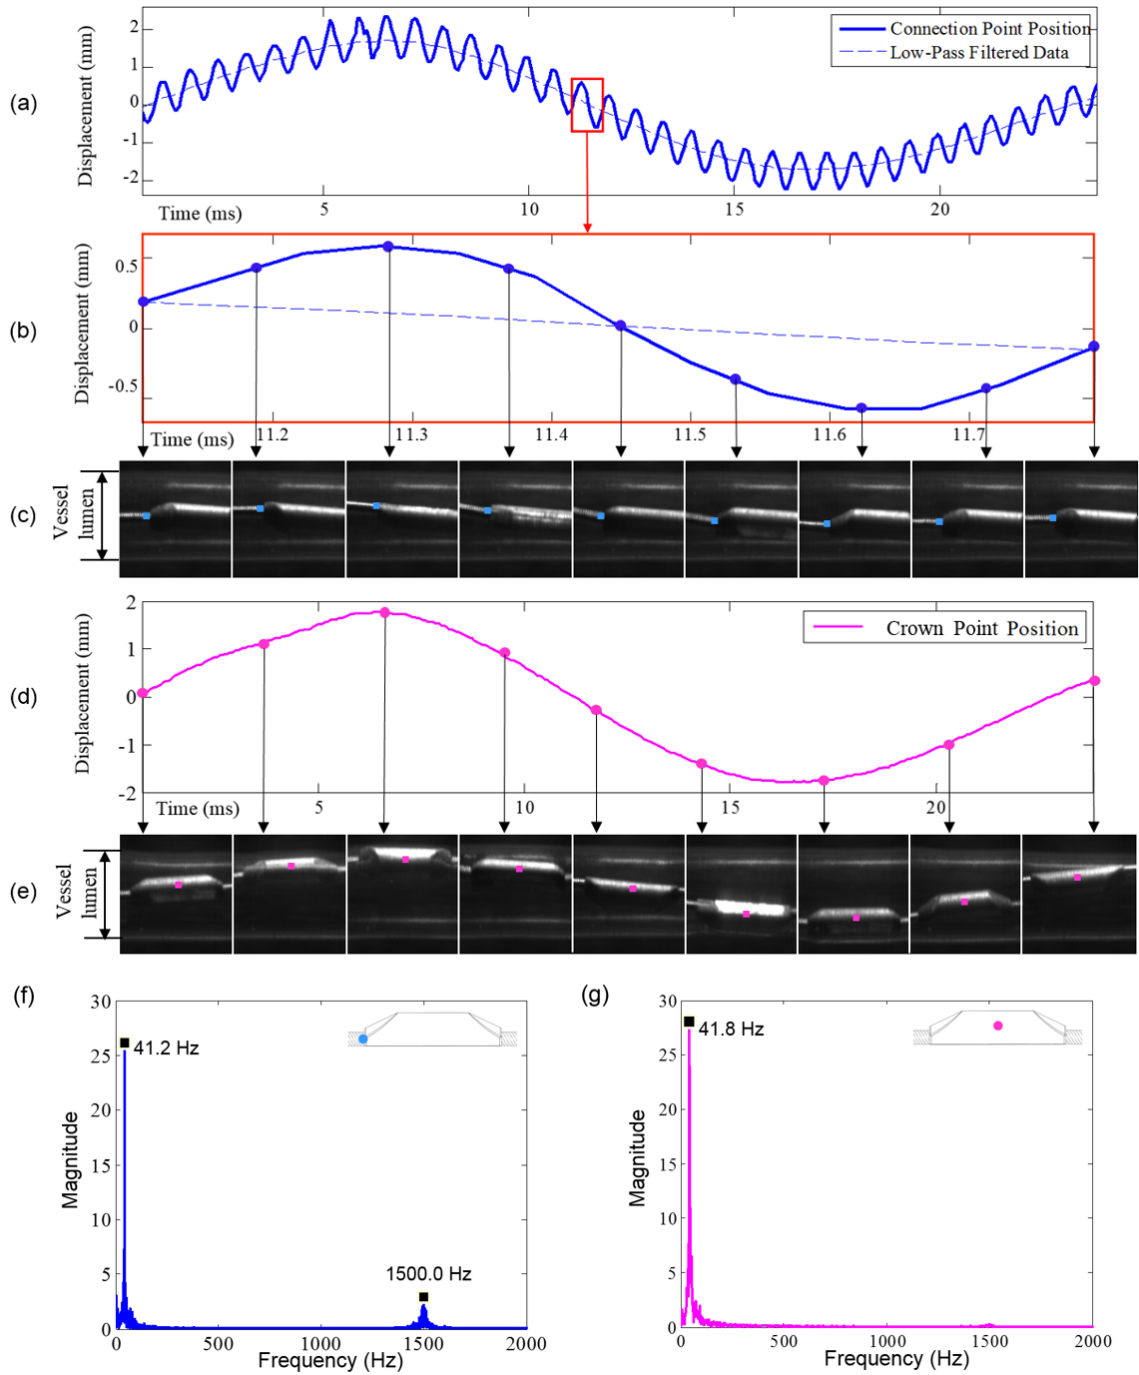 (a)
Displacement (mm)
2
1
0
-1
-2
Connection Point Position
Low-Pass Filtered Data
Time (ms)
5
10
15
20
(b)
Displacement (mm)
0.5
0
-0.5
Time (ms)
11.2
11.3
11.4
11.5
11.6
11.7
(c)
Vessel
lumen
(d)
Displacement (mm)
2
1
0
-1
-2
Crown Point Position
Time (ms)
5
10
15
20
(e)
Vessel
lumen
(f)
Magnitude
30
25
20
15
10
5
0
41.2 Hz
1500.0 Hz
0
500
1000
1500
2000
Frequency (Hz)
(g)
Magnitude
30
25
20
15
10
5
0
41.8 Hz
0
500
1000
1500
2000
Frequency (Hz)